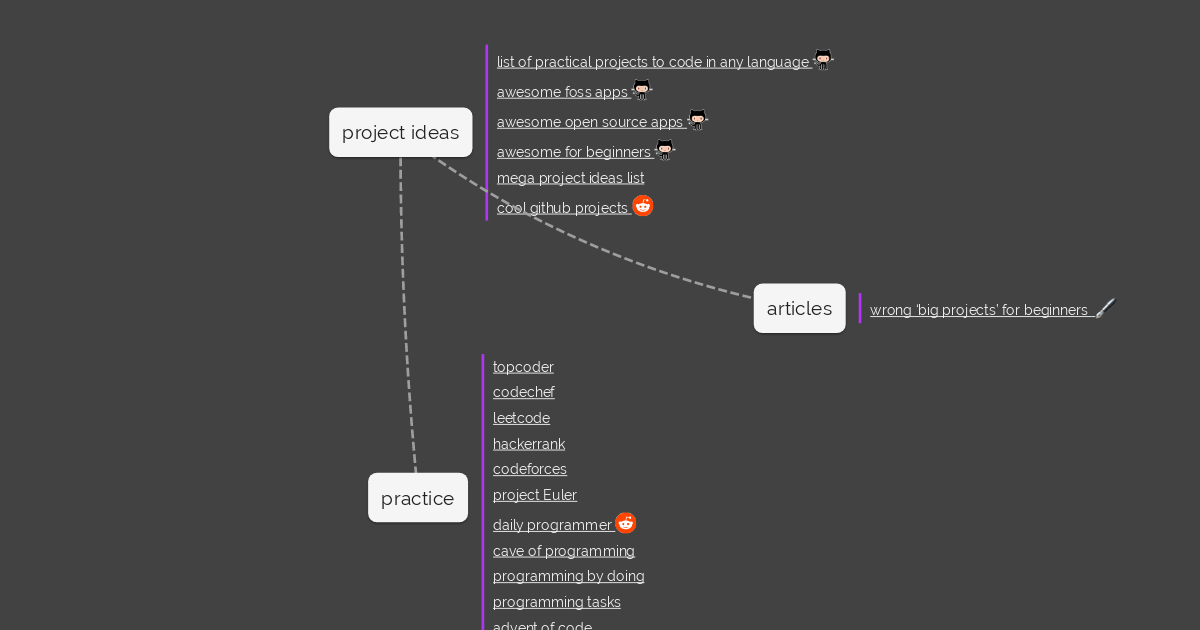 project ideas
list of practical projects to code in any language
awesome foss apps
awesome open source apps
awesome for beginners
mega project ideas list
cool github projects
articles
wrong 'big projects' for beginners
practice
topcoder
codechef
leetcode
hackerrank
codeforces
project Euler
daily programmer
cave of programming
programming by doing
programming tasks
advent of code